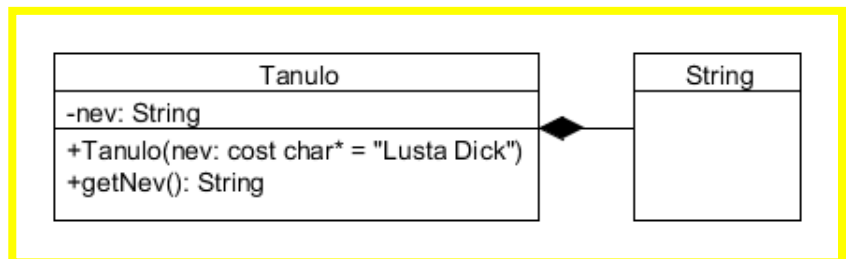 Tanulo
-nev: String
+Tanulo(nev: cost char* = "Lusta Dick")
+getNev(): String
String